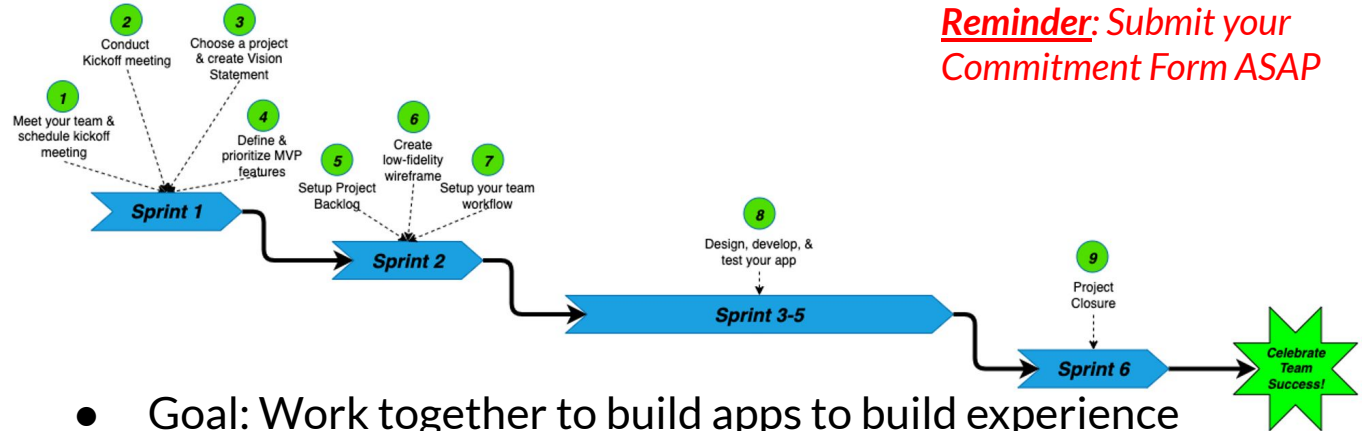 Reminder: Submit your
Commitment Form ASAP
1
Meet your team &
schedule kickoff
meeting
2
Conduct
Kickoff meeting
3
Choose a project
& create Vision
Statement
4
Define &
prioritize MVP
features
Sprint 1
5
Setup Project
Backlog
6
Create
low-fidelity
wireframe
7
Setup your team
workflow
Sprint 2
8
Design, develop, &
test your app
Sprint 3-5
9
Project
Closure
Sprint 6
Celebrate
Team
Success!
● Goal: Work together to build apps to build experience